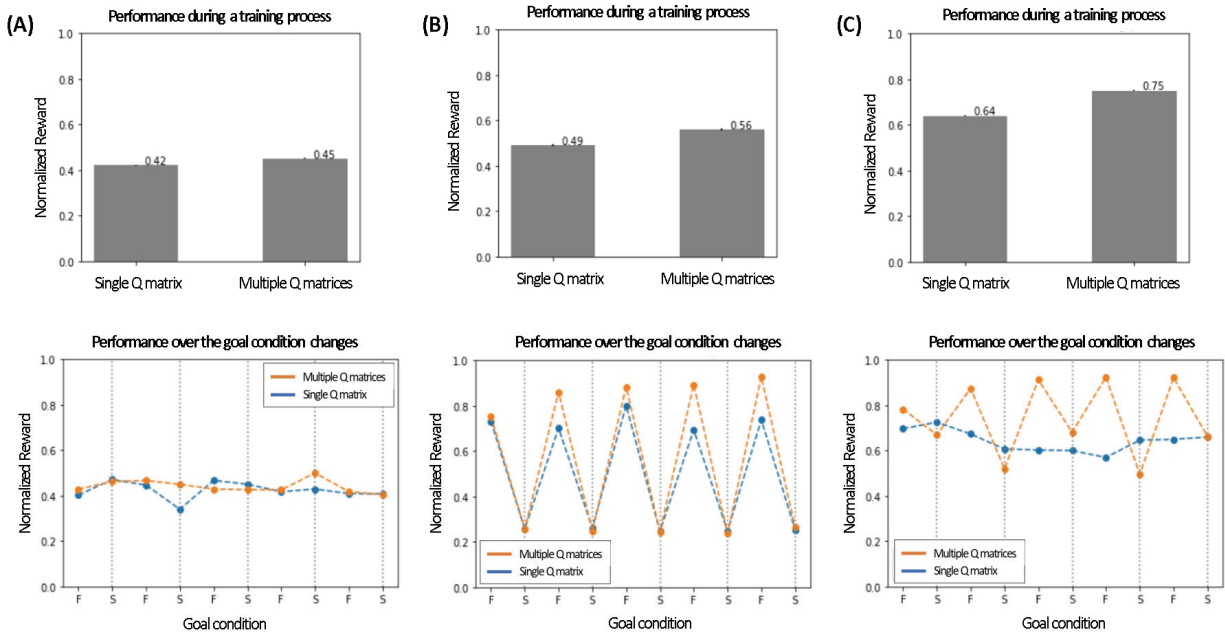 (A)
Performance during a training process
Normalized Reward
1.0
0.8
0.6
0.4
0.2
0.0
0.42
0.45
Single Q matrix
Multiple Q matrices
(B)
Performance during a training process
Normalized Reward
1.0
0.8
0.6
0.4
0.2
0.0
0.49
0.56
Single Q matrix
Multiple Q matrices
(C)
Performance during a training process
Normalized Reward
1.0
0.8
0.6
0.4
0.2
0.0
0.64
0.75
Single Q matrix
Multiple Q matrices
Performance over the goal condition changes
Normalized Reward
1.0
0.8
0.6
0.4
0.2
0.0
Multiple Q matrices
Single Q matrix
F S F S F S F S F S
Goal condition
Performance over the goal condition changes
Normalized Reward
1.0
0.8
0.6
0.4
0.2
0.0
Multiple Q matrices
Single Q matrix
F S F S F S F S F S
Goal condition
Performance over the goal condition changes
Normalized Reward
1.0
0.8
0.6
0.4
0.2
0.0
Multiple Q matrices
Single Q matrix
F S F S F S F S F S
Goal condition